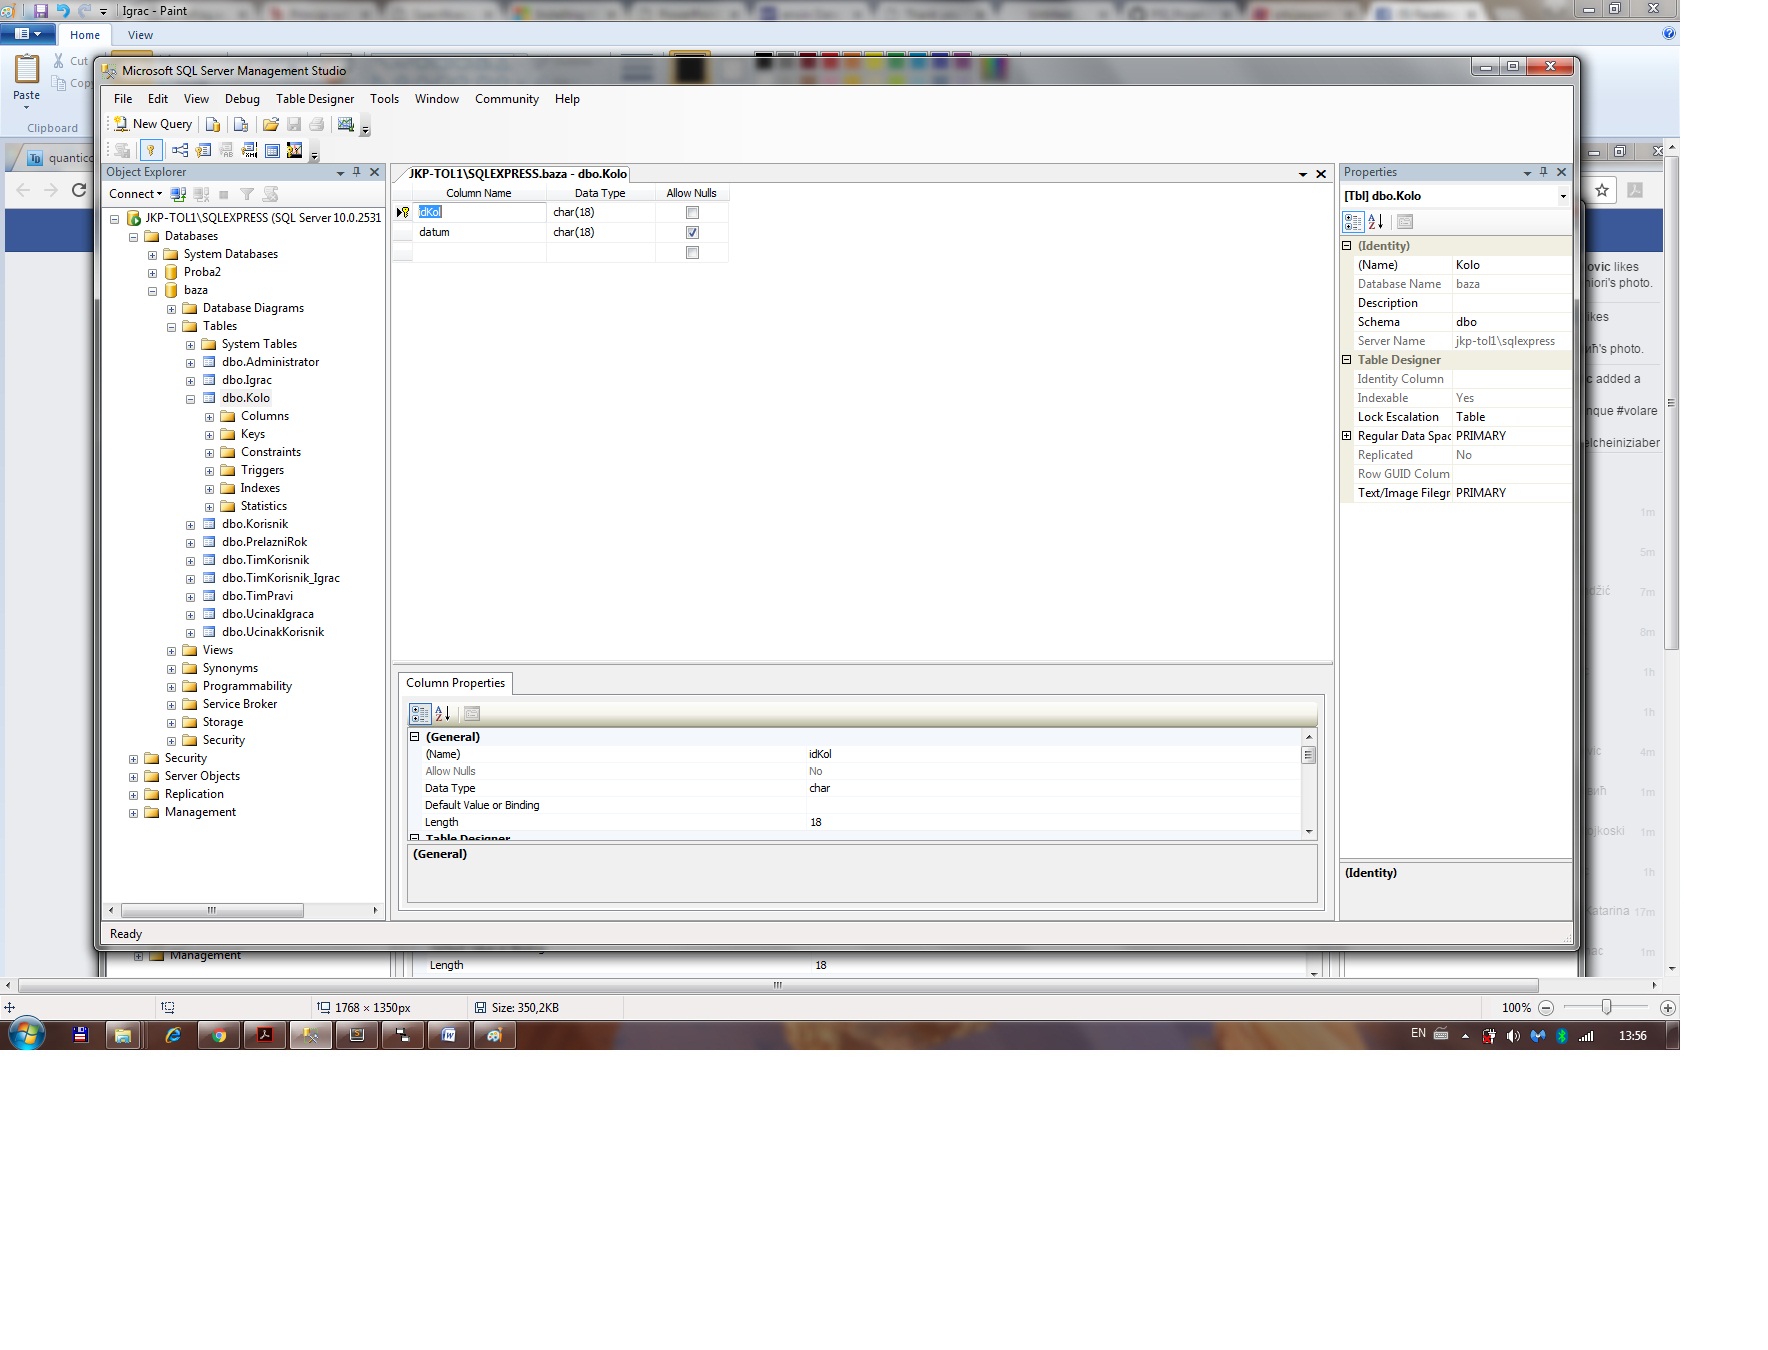 Igrac - Paint
Home View
Cut
Copy
Paste
Clipboard
quantico
Microsoft SQL Server Management Studio
File Edit View Debug Table Designer Tools Window Community Help
New Query
Object Explorer
Connect
JKP-TOL1\SQLEXPRESS (SQL Server 10.0.2531
Databases
System Databases
Proba2
baza
Database Diagrams
Tables
System Tables
dbo.Administrator
dbo.Igrac
dbo.Kolo
Columns
Keys
Constraints
Triggers
Indexes
Statistics
dbo.Korisnik
dbo.PrelazniRok
dbo.TimKorisnik
dbo.TimKorisnik_Igrac
dbo.TimPravi
dbo.UcinakIgraca
dbo.UcinakKorisnik
Views
Synonyms
Programmability
Service Broker
Storage
Security
Security
Server Objects
Replication
Management
JKP-TOL1\SQLEXPRESS.baza - dbo.Kolo
Column Name Data Type Allow Nulls
idKol char(18)
datum char(18)
Column Properties
(General)
(Name) idKol
Allow Nulls No
Data Type char
Default Value or Binding
Length 18
Table Designer
(General)
Properties
[Tbl] dbo.Kolo
(Identity)
(Name) Kolo
Database Name baza
Description
Schema dbo
Server Name jkp-tol1\sqlexpress
Table Designer
Identity Column
Indexable Yes
Lock Escalation Table
Regular Data Spac PRIMARY
Replicated No
Row GUID Colum
Text/Image Filegr PRIMARY
(Identity)
Ready
ovic likes
niori's photo.
ikes
ић's photo.
c added a
nque #volare
elcheiniziaber
1m
5m
džić 7m
8m
1h
1h
vic 4m
вић 1m
ojkoski 1m
1h
Katarina 17m
nac 1m
Management
Length 18
1768 × 1350px Size: 350,2KB 100%
EN 13:56